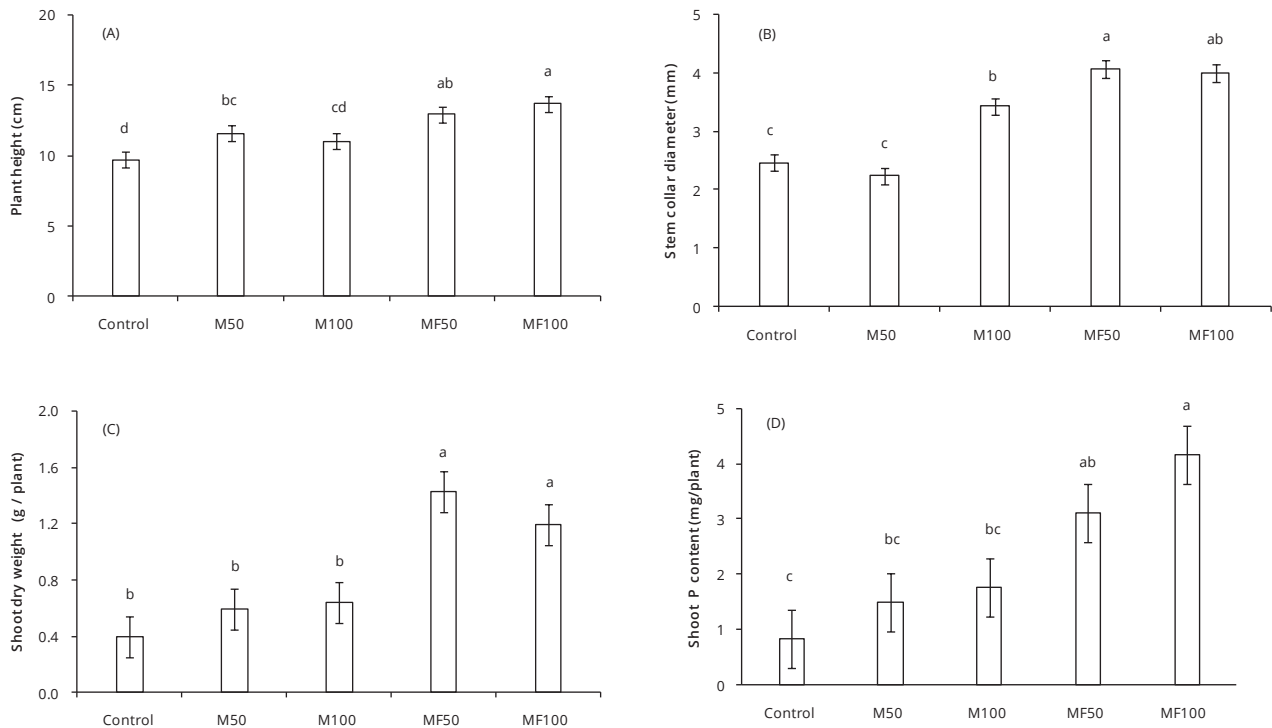 (A)
Plant height (cm)
20
15
10
5
0
d
bc
cd
ab
a
Control M50 M100 MF50 MF100
(B)
Stem collar diameter (mm)
5
4
3
2
1
0
c
c
b
a
ab
Control M50 M100 MF50 MF100
(C)
Shoot dry weight (g / plant)
2.0
1.6
1.2
0.8
0.4
0.0
b
b
b
a
a
Control M50 M100 MF50 MF100
(D)
Shoot P content (mg/plant)
5
4
3
2
1
0
c
bc
bc
ab
a
Control M50 M100 MF50 MF100